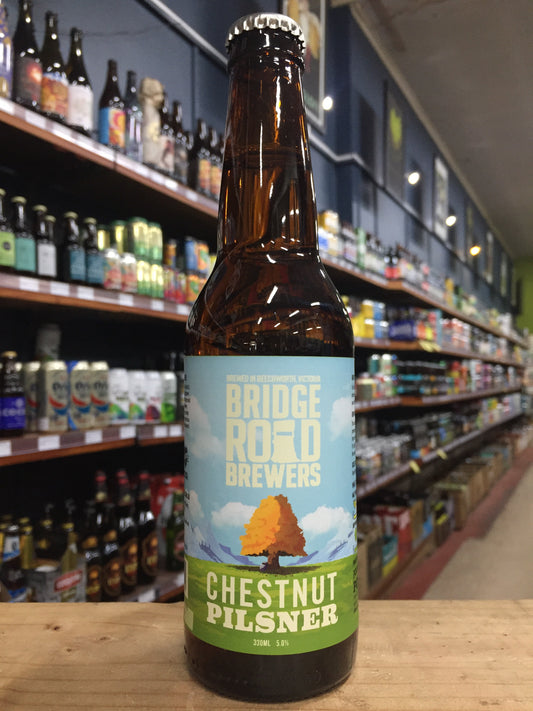 BREWED IN BEECHWORTH, VICTORIA
BRIDGE
ROAD
BREWERS
CHESTNUT
PILSNER
330ML 5.0%